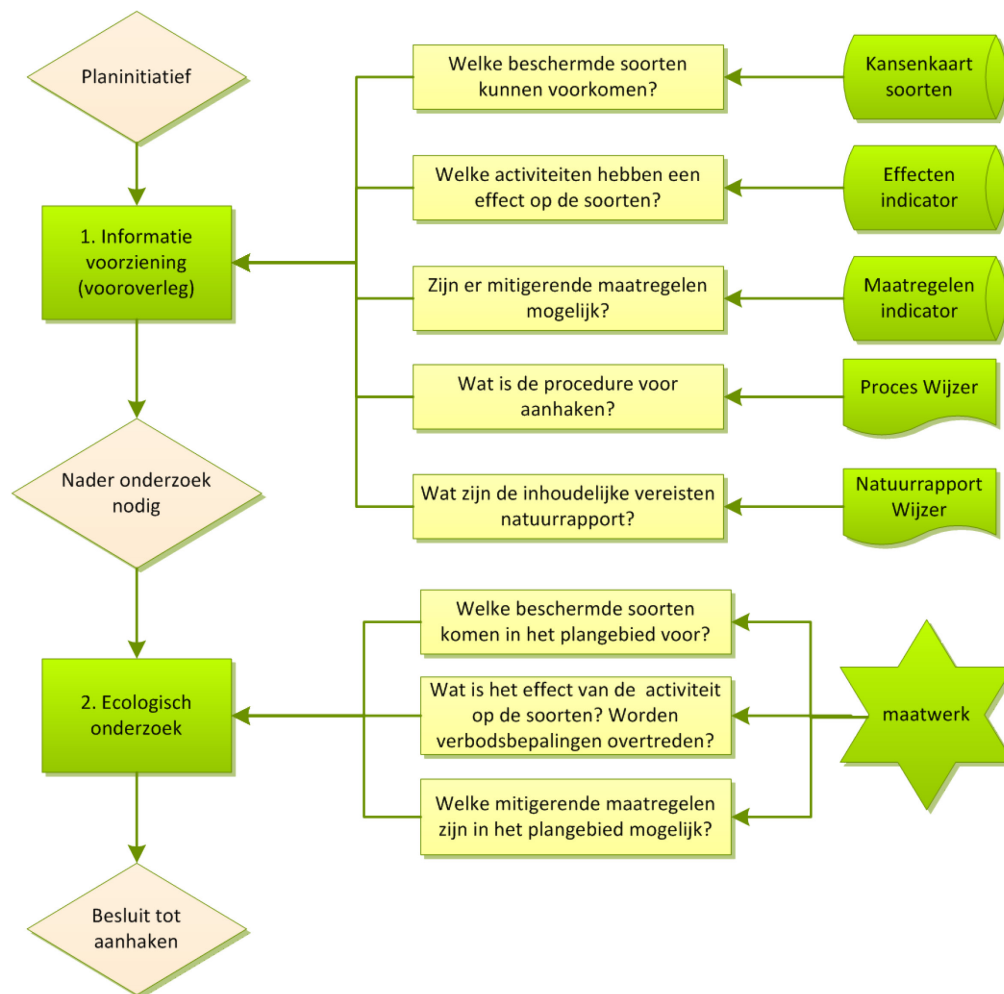 Planinitiatief
Welke beschermde soorten
kunnen voorkomen?
Kansenkaart
soorten
Welke activiteiten hebben een
effect op de soorten?
Effecten
indicator
1. Informatie
voorziening
(vooroverleg)
Zijn er mitigerende maatregelen
mogelijk?
Maatregelen
indicator
Wat is de procedure voor
aanhaken?
Proces Wijzer
Nader onderzoek
nodig
Wat zijn de inhoudelijke vereisten
natuurrapport?
Natuurrapport
Wijzer
Welke beschermde soorten
komen in het plangebied voor?
2. Ecologisch
onderzoek
Wat is het effect van de activiteit
op de soorten? Worden
verbodsbepalingen overtreden?
maatwerk
Welke mitigerende maatregelen
zijn in het plangebied mogelijk?
Besluit tot
aanhaken